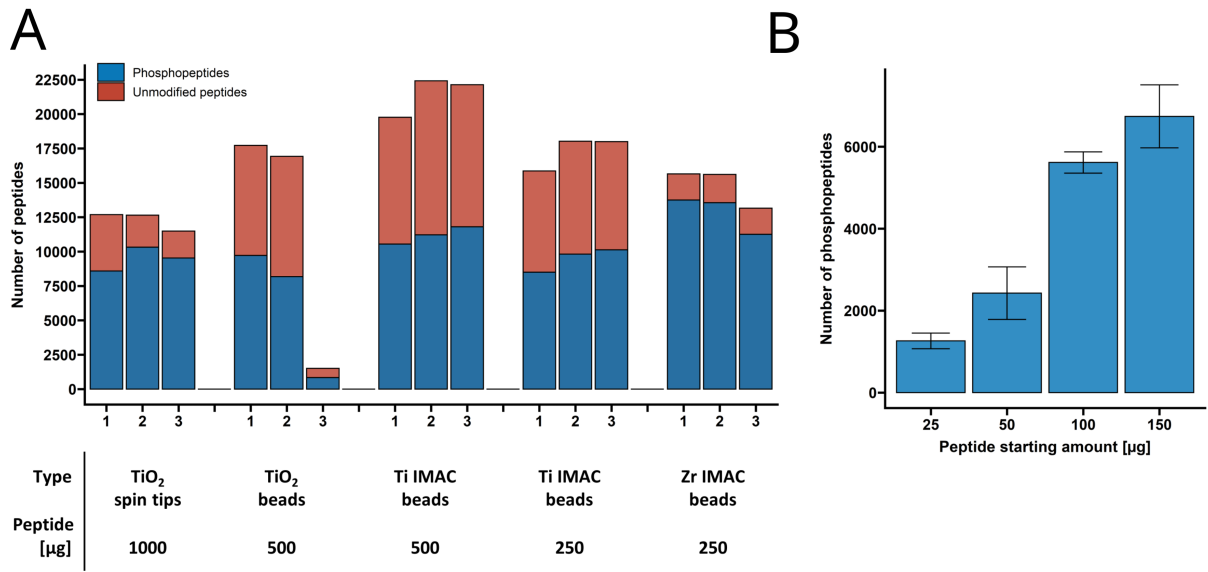 A
Phosphopeptides
Unmodified peptides
Number of peptides
22500
20000
17500
15000
12500
10000
7500
5000
2500
0
1 2 3 1 2 3 1 2 3 1 2 3 1 2 3
Type TiO2 TiO2 Ti IMAC Ti IMAC Zr IMAC
spin tips beads beads beads beads
Peptide
[µg] 1000 500 500 250 250
B
Number of phosphopeptides
6000
4000
2000
0
25 50 100 150
Peptide starting amount [µg]